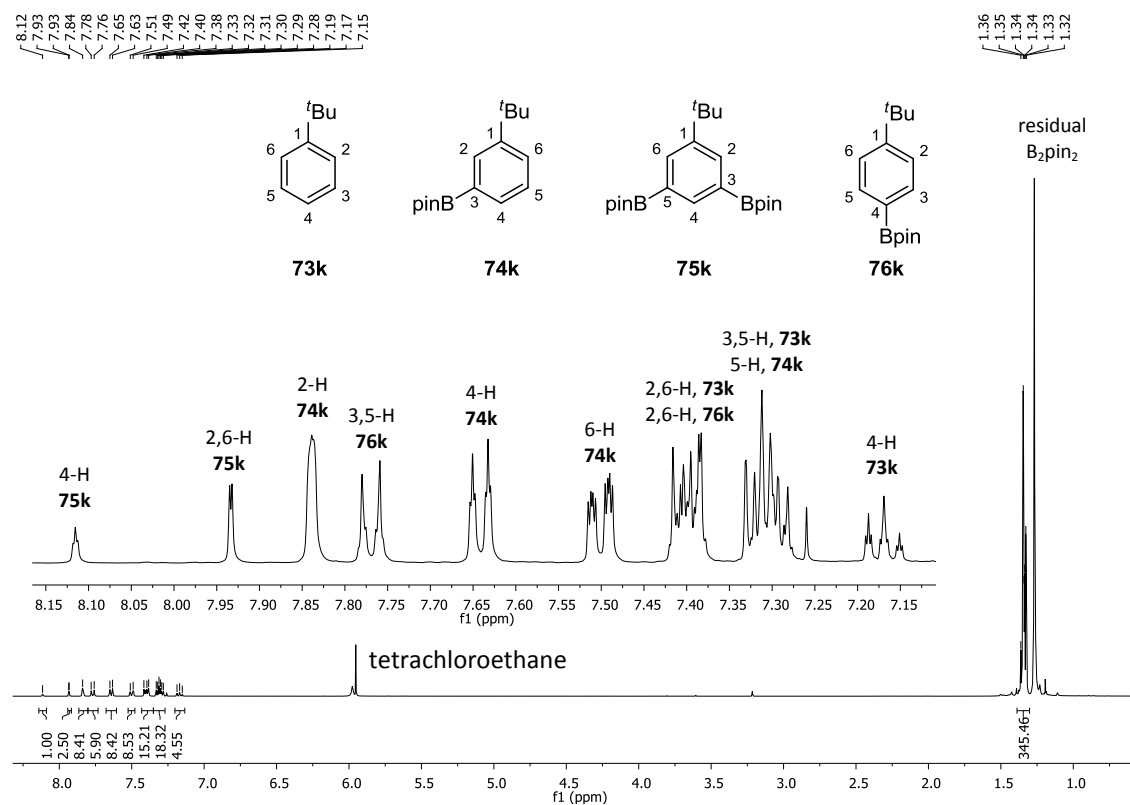 8.12
7.93
7.93
7.84
7.78
7.76
7.65
7.63
7.51
7.49
7.42
7.40
7.38
7.33
7.32
7.31
7.30
7.29
7.28
7.19
7.17
7.15
1.36
1.35
1.34
1.34
1.33
1.32
tBu
1
6 2
5 3
4
73k
tBu
1
2 6
pinB 3 5
4
74k
tBu
1
6 2
pinB 5 3 Bpin
4
75k
tBu
1
6 2
5 3
4
Bpin
76k
residual
B2pin2
4-H
75k
2,6-H
75k
2-H
74k
3,5-H
76k
4-H
74k
6-H
74k
2,6-H, 73k
2,6-H, 76k
3,5-H, 73k
5-H, 74k
4-H
73k
8.15 8.10 8.05 8.00 7.95 7.90 7.85 7.80 7.75 7.70 7.65 7.60 7.55 7.50 7.45 7.40 7.35 7.30 7.25 7.20 7.15
f1 (ppm)
tetrachloroethane
1.00
2.50
8.41
5.90
8.42
8.53
15.21
18.32
4.55
345.46
8.0 7.5 7.0 6.5 6.0 5.5 5.0 4.5 4.0 3.5 3.0 2.5 2.0 1.5 1.0
f1 (ppm)